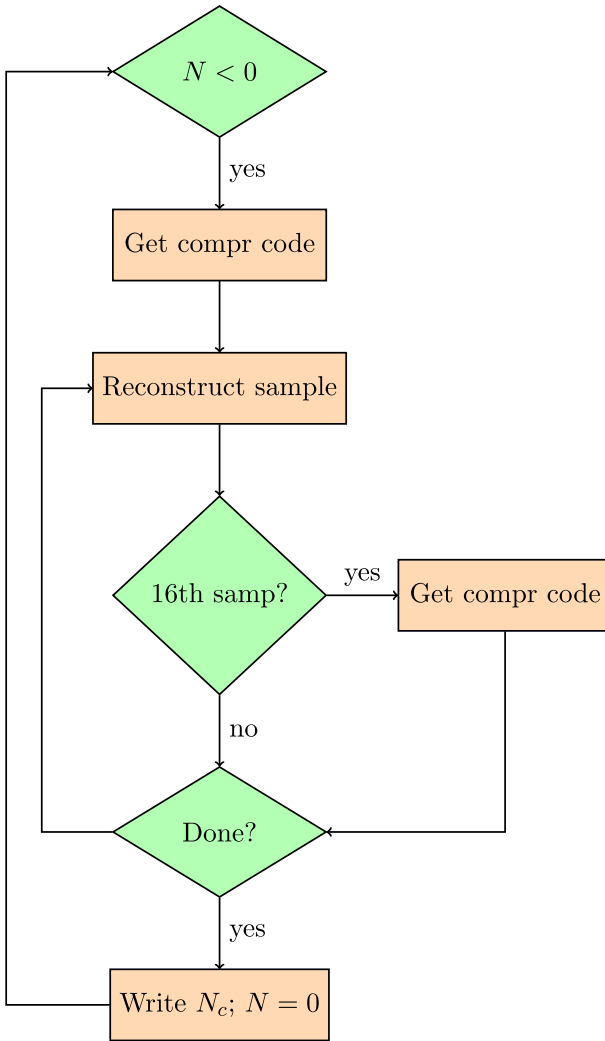 N < 0
yes
Get compr code
Reconstruct sample
16th samp?
yes
Get compr code
no
Done?
yes
Write N_c; N = 0